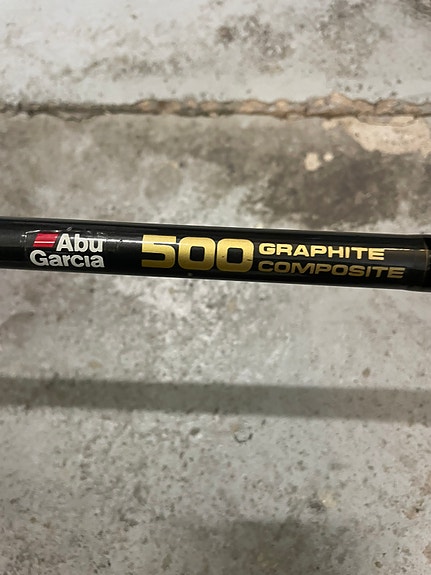 Abu
Garcia
500
GRAPHITE
COMPOSITE